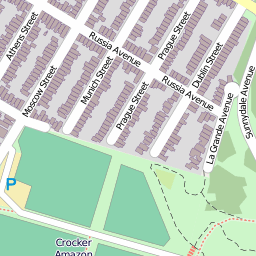 Athens Street
Russia Avenue
Prague Street
Dublin Street
Moscow Street
Munich Street
Prague Street
Russia Avenue
La Grande Avenue
Sunnydale Avenue
P
Crocker
Amazon